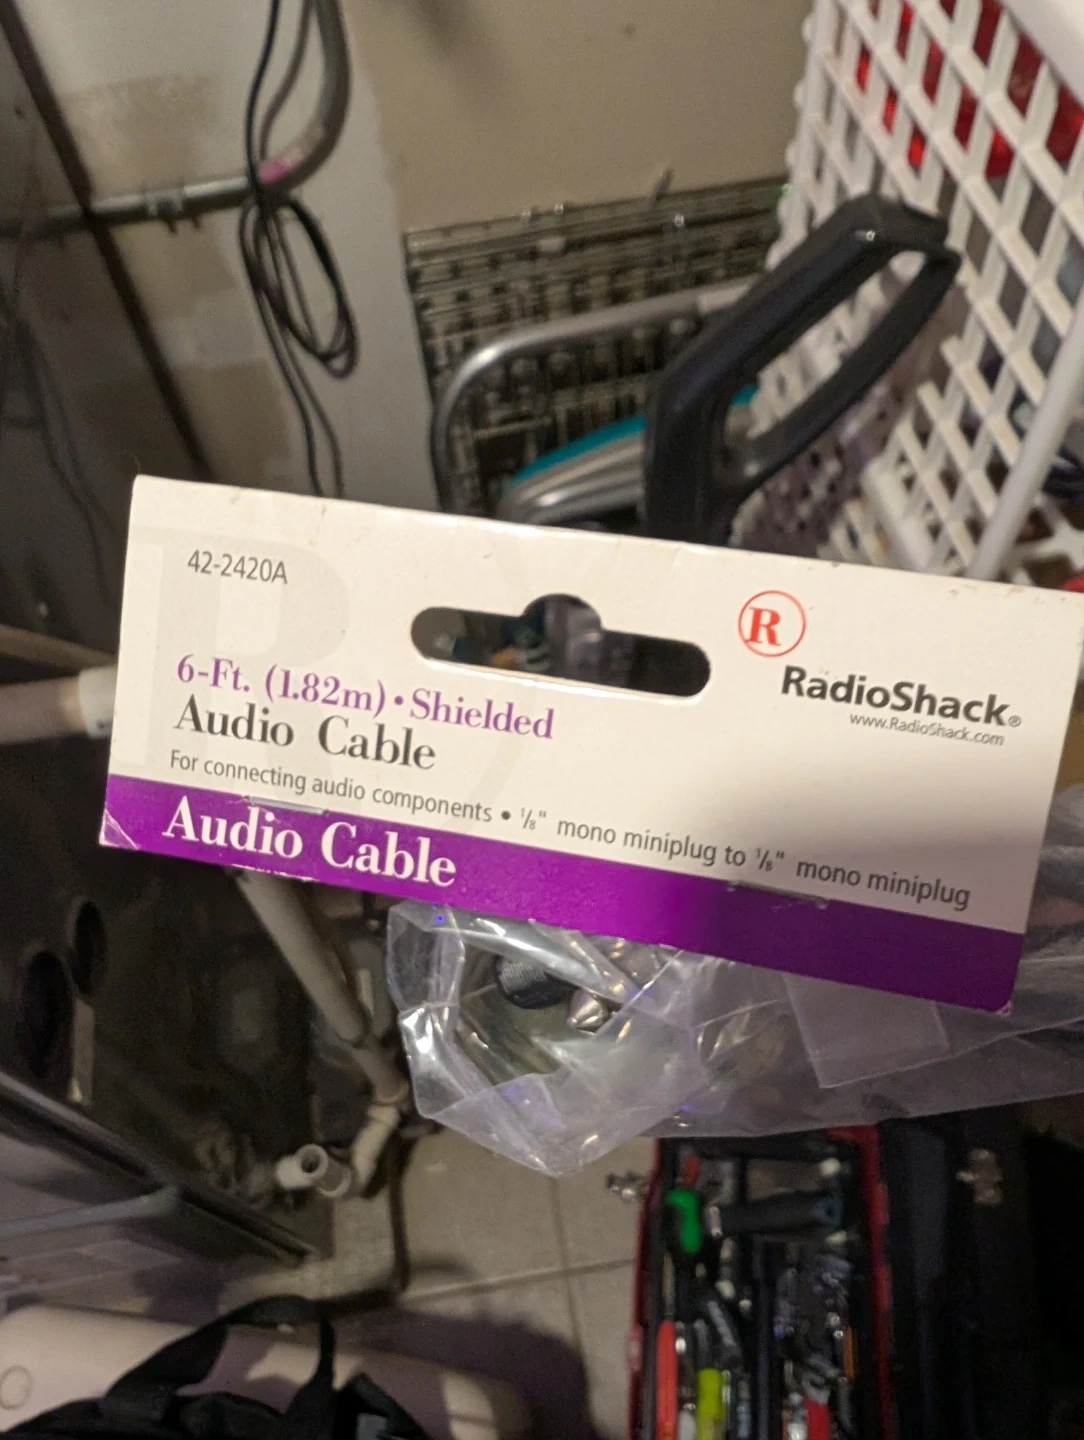 42-2420A
R
RadioShack®
www.RadioShack.com
6-Ft. (1.82m) • Shielded
Audio Cable
For connecting audio components • ⅛" mono miniplug to ⅛" mono miniplug
Audio Cable